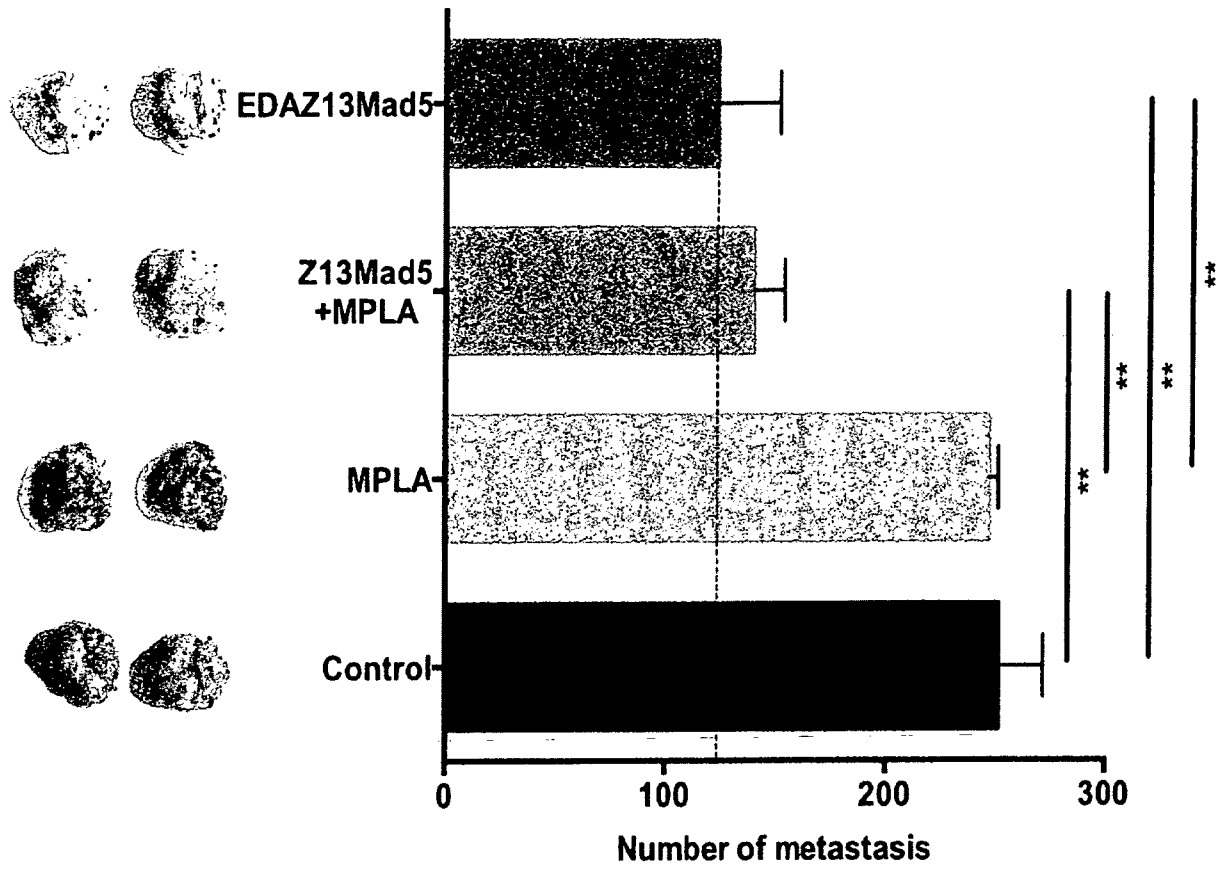 EDAZ13Mad5
Z13Mad5
+MPLA
MPLA
Control
0 100 200 300
Number of metastasis
**
**
**
**